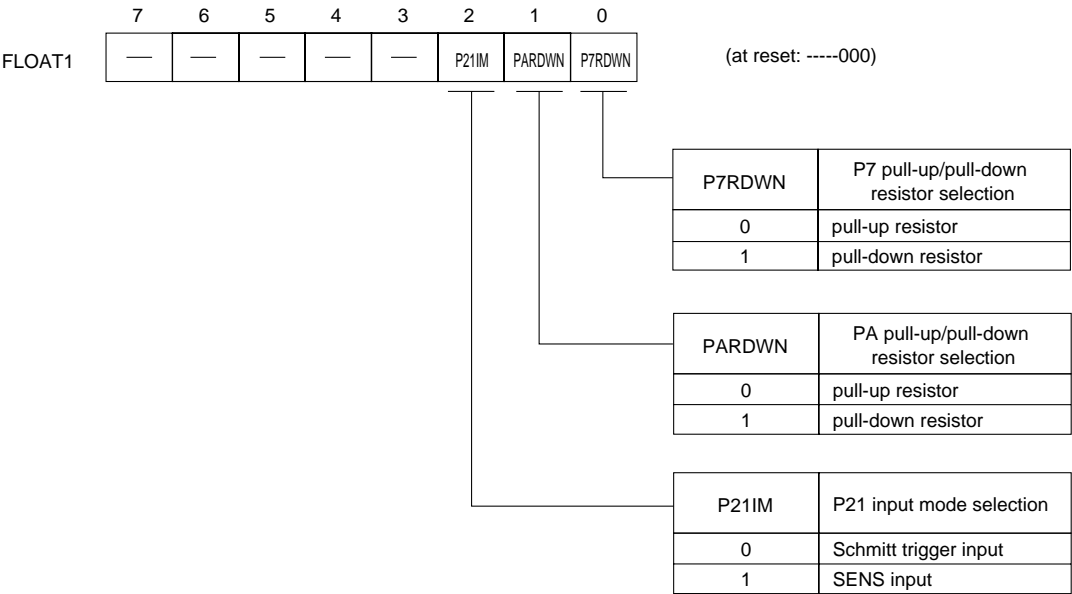 7 6 5 4 3 2 1 0
FLOAT1 — — — — — P21IM PARDWN P7RDWN (at reset: -----000)
P7RDWN P7 pull-up/pull-down
resistor selection
0 pull-up resistor
1 pull-down resistor
PARDWN PA pull-up/pull-down
resistor selection
0 pull-up resistor
1 pull-down resistor
P21IM P21 input mode selection
0 Schmitt trigger input
1 SENS input